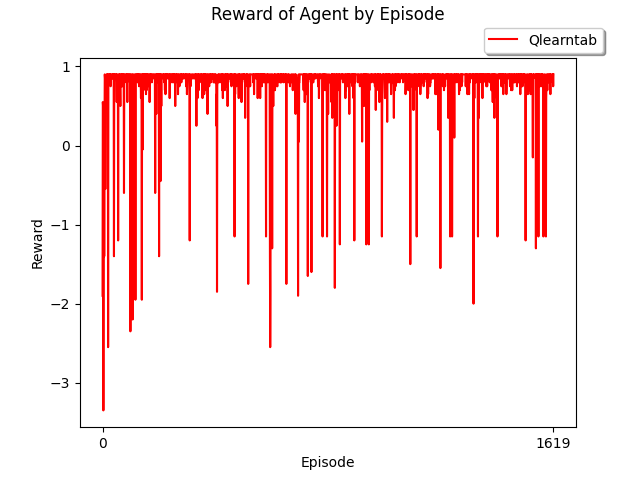 Reward of Agent by Episode
Qlearntab
1
0
−1
−2
−3
Reward
0
1619
Episode